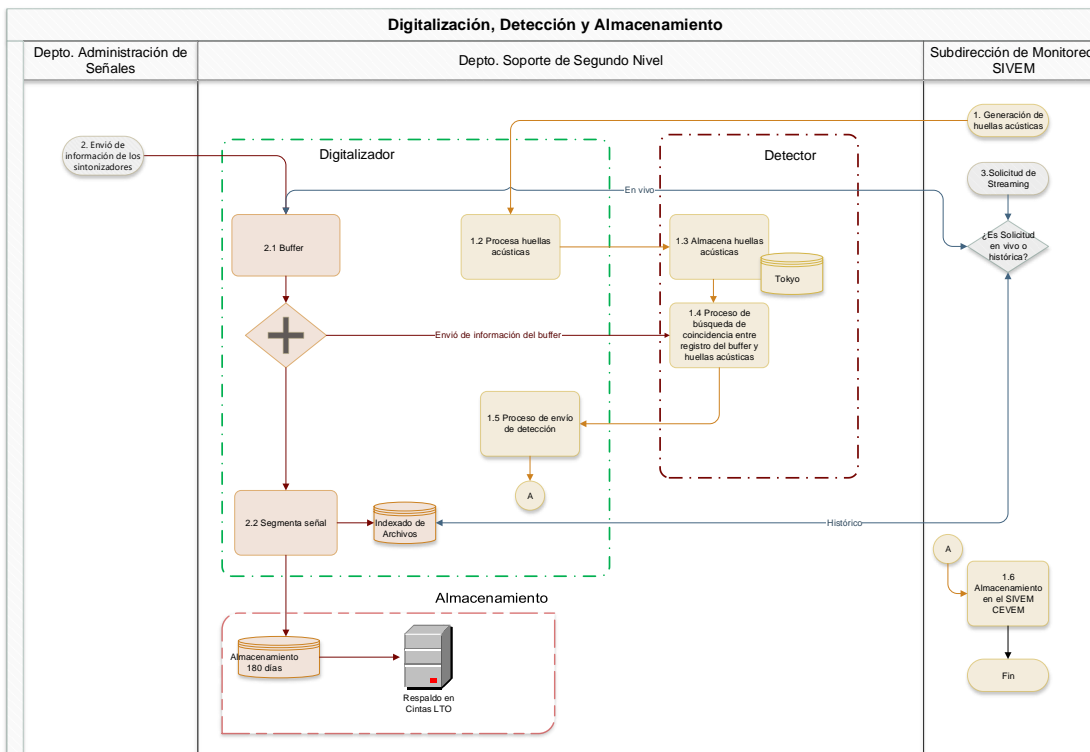 Digitalización, Detección y Almacenamiento
Depto. Administración de
Señales
Depto. Soporte de Segundo Nivel
Subdirección de Monitoreo
SIVEM
2. Envió de
información de los
sintonizadores
Digitalizador
Detector
1. Generación de
huellas acústicas
3.Solicitud de
Streaming
En vivo
2.1 Buffer
1.2 Procesa huellas
acústicas
1.3 Almacena huellas
acústicas
Tokyo
¿Es Solicitud
en vivo o
histórica?
Envió de información del buffer
1.4 Proceso de
búsqueda de
coincidencia entre
registro del buffer y
huellas acústicas
1.5 Proceso de envío
de detección
A
2.2 Segmenta señal
Indexado de
Archivos
Histórico
A
1.6
Almacenamiento
en el SIVEM
CEVEM
Fin
Almacenamiento
Almacenamiento
180 días
Respaldo en
Cintas LTO